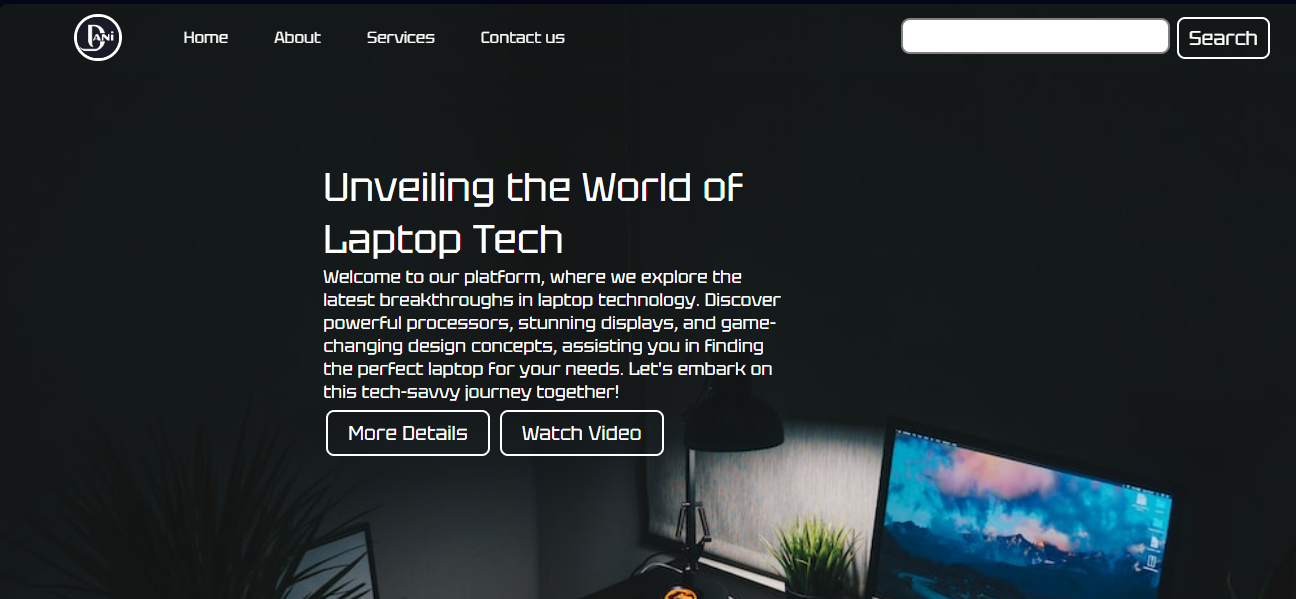 Dani
Home
About
Services
Contact us
Search
Unveiling the World of
Laptop Tech
Welcome to our platform, where we explore the
latest breakthroughs in laptop technology. Discover
powerful processors, stunning displays, and game-
changing design concepts, assisting you in finding
the perfect laptop for your needs. Let's embark on
this tech-savvy journey together!
More Details
Watch Video